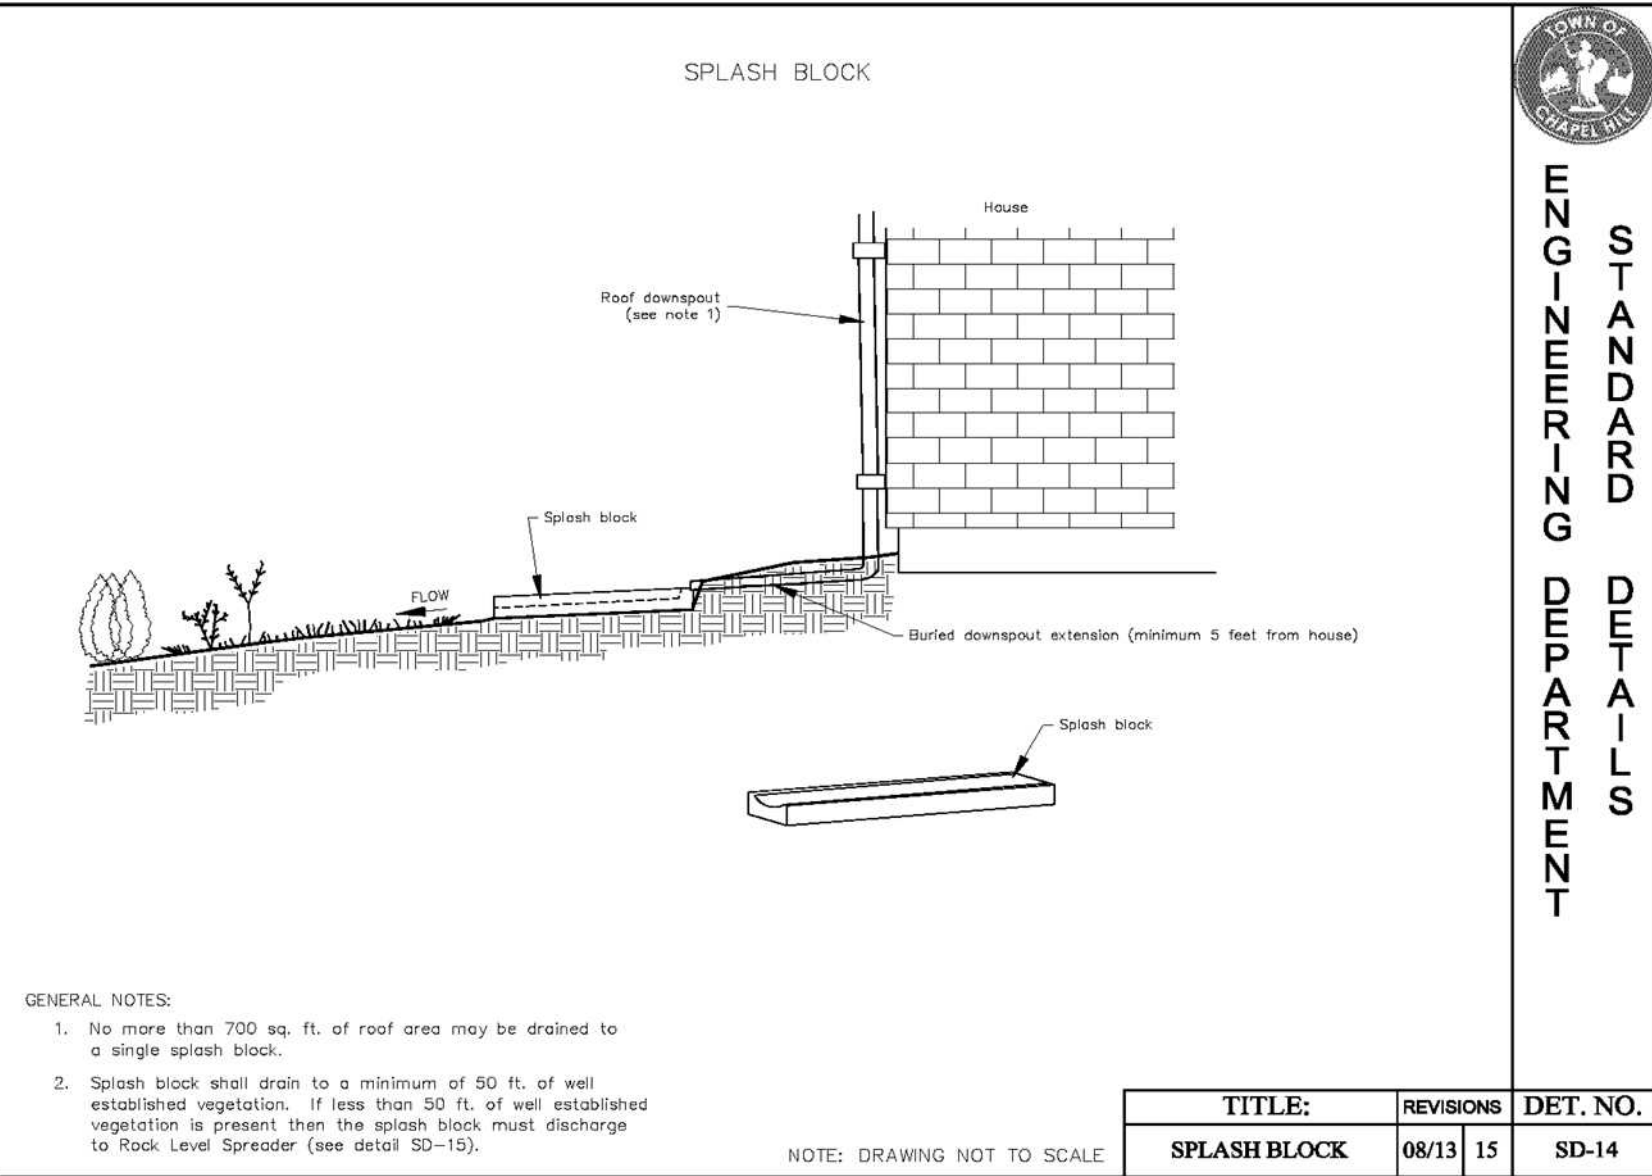 SPLASH BLOCK
House
Roof downspout
(see note 1)
Splash block
FLOW
Buried downspout extension (minimum 5 feet from house)
Splash block
GENERAL NOTES:
1. No more than 700 sq. ft. of roof area may be drained to
a single splash block.
2. Splash block shall drain to a minimum of 50 ft. of well
established vegetation. If less than 50 ft. of well established
vegetation is present then the splash block must discharge
to Rock Level Spreader (see detail SD-15).
NOTE: DRAWING NOT TO SCALE
TOWN OF
CHAPEL HILL
STANDARD DETAILS
ENGINEERING DEPARTMENT
TITLE: REVISIONS DET. NO.
SPLASH BLOCK 08/13 15 SD-14